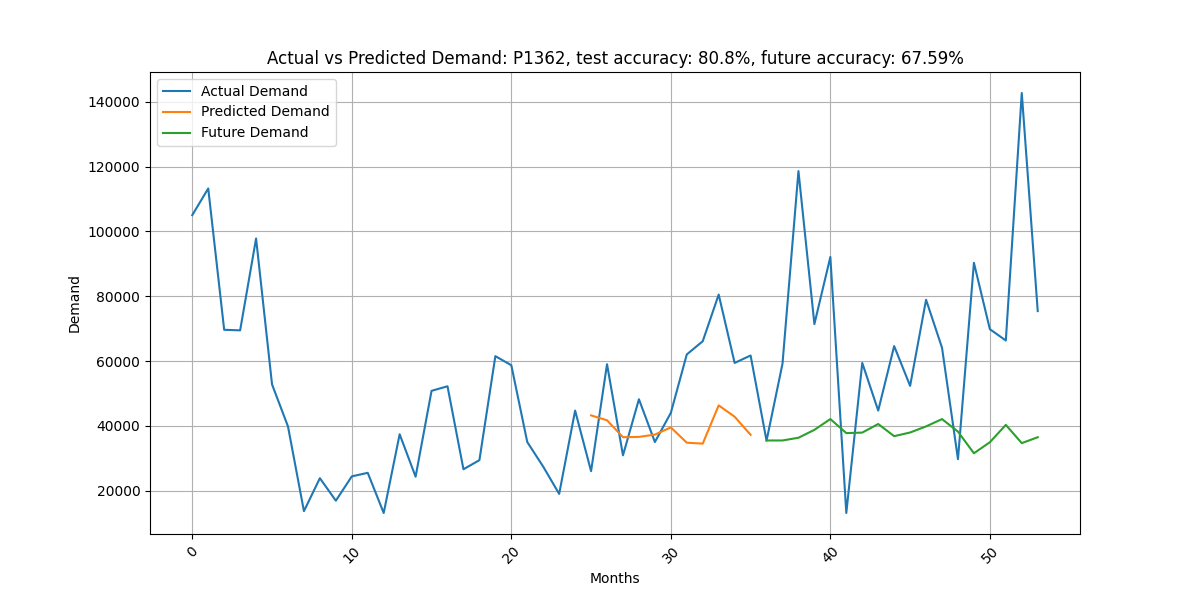 Actual vs Predicted Demand: P1362, test accuracy: 80.8%, future accuracy: 67.59%
Actual Demand
Predicted Demand
Future Demand
140000
120000
100000
80000
60000
40000
20000
Demand
0
10
20
30
40
50
Months